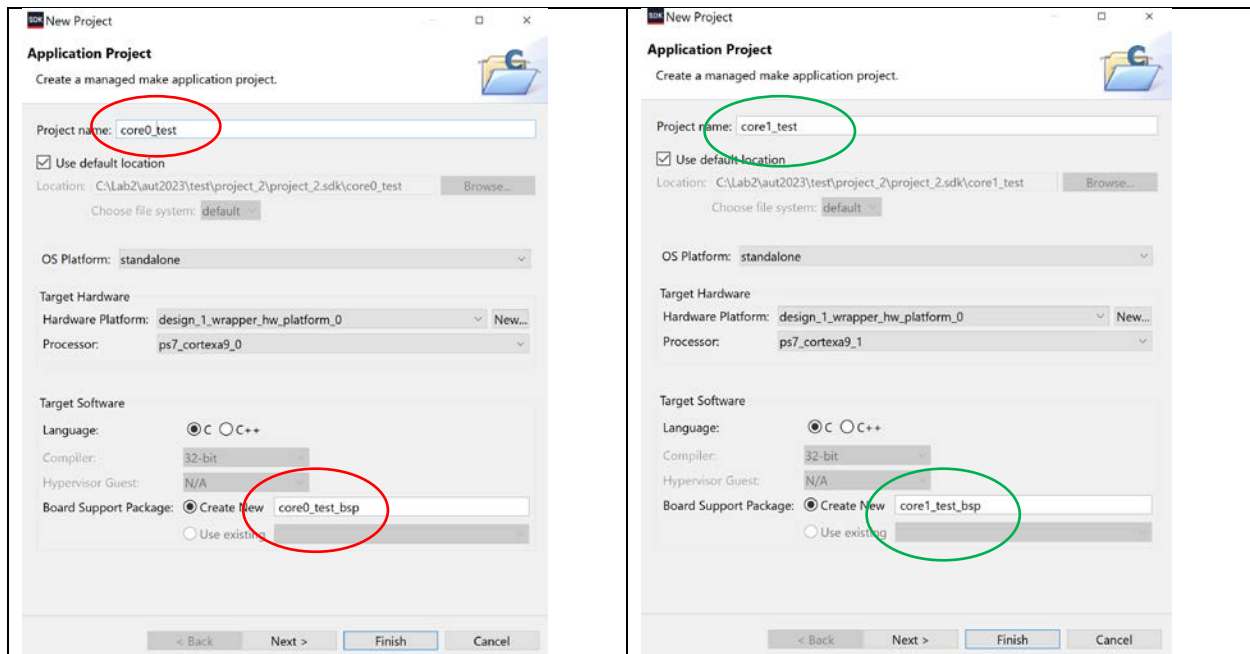 SDK New Project
Application Project
Create a managed make application project.
Project name: core0_test
Use default location
Location: C:\Lab2\aut2023\test\project_2\project_2.sdk\core0_test Browse...
Choose file system: default
OS Platform: standalone
Target Hardware
Hardware Platform: design_1_wrapper_hw_platform_0 New...
Processor: ps7_cortexa9_0
Target Software
Language: C C++
Compiler: 32-bit
Hypervisor Guest: N/A
Board Support Package: Create New core0_test_bsp
Use existing
< Back Next > Finish Cancel
SDK New Project
Application Project
Create a managed make application project.
Project name: core1_test
Use default location
Location: C:\Lab2\aut2023\test\project_2\project_2.sdk\core1_test Browse...
Choose file system: default
OS Platform: standalone
Target Hardware
Hardware Platform: design_1_wrapper_hw_platform_0 New...
Processor: ps7_cortexa9_1
Target Software
Language: C C++
Compiler: 32-bit
Hypervisor Guest: N/A
Board Support Package: Create New core1_test_bsp
Use existing
< Back Next > Finish Cancel